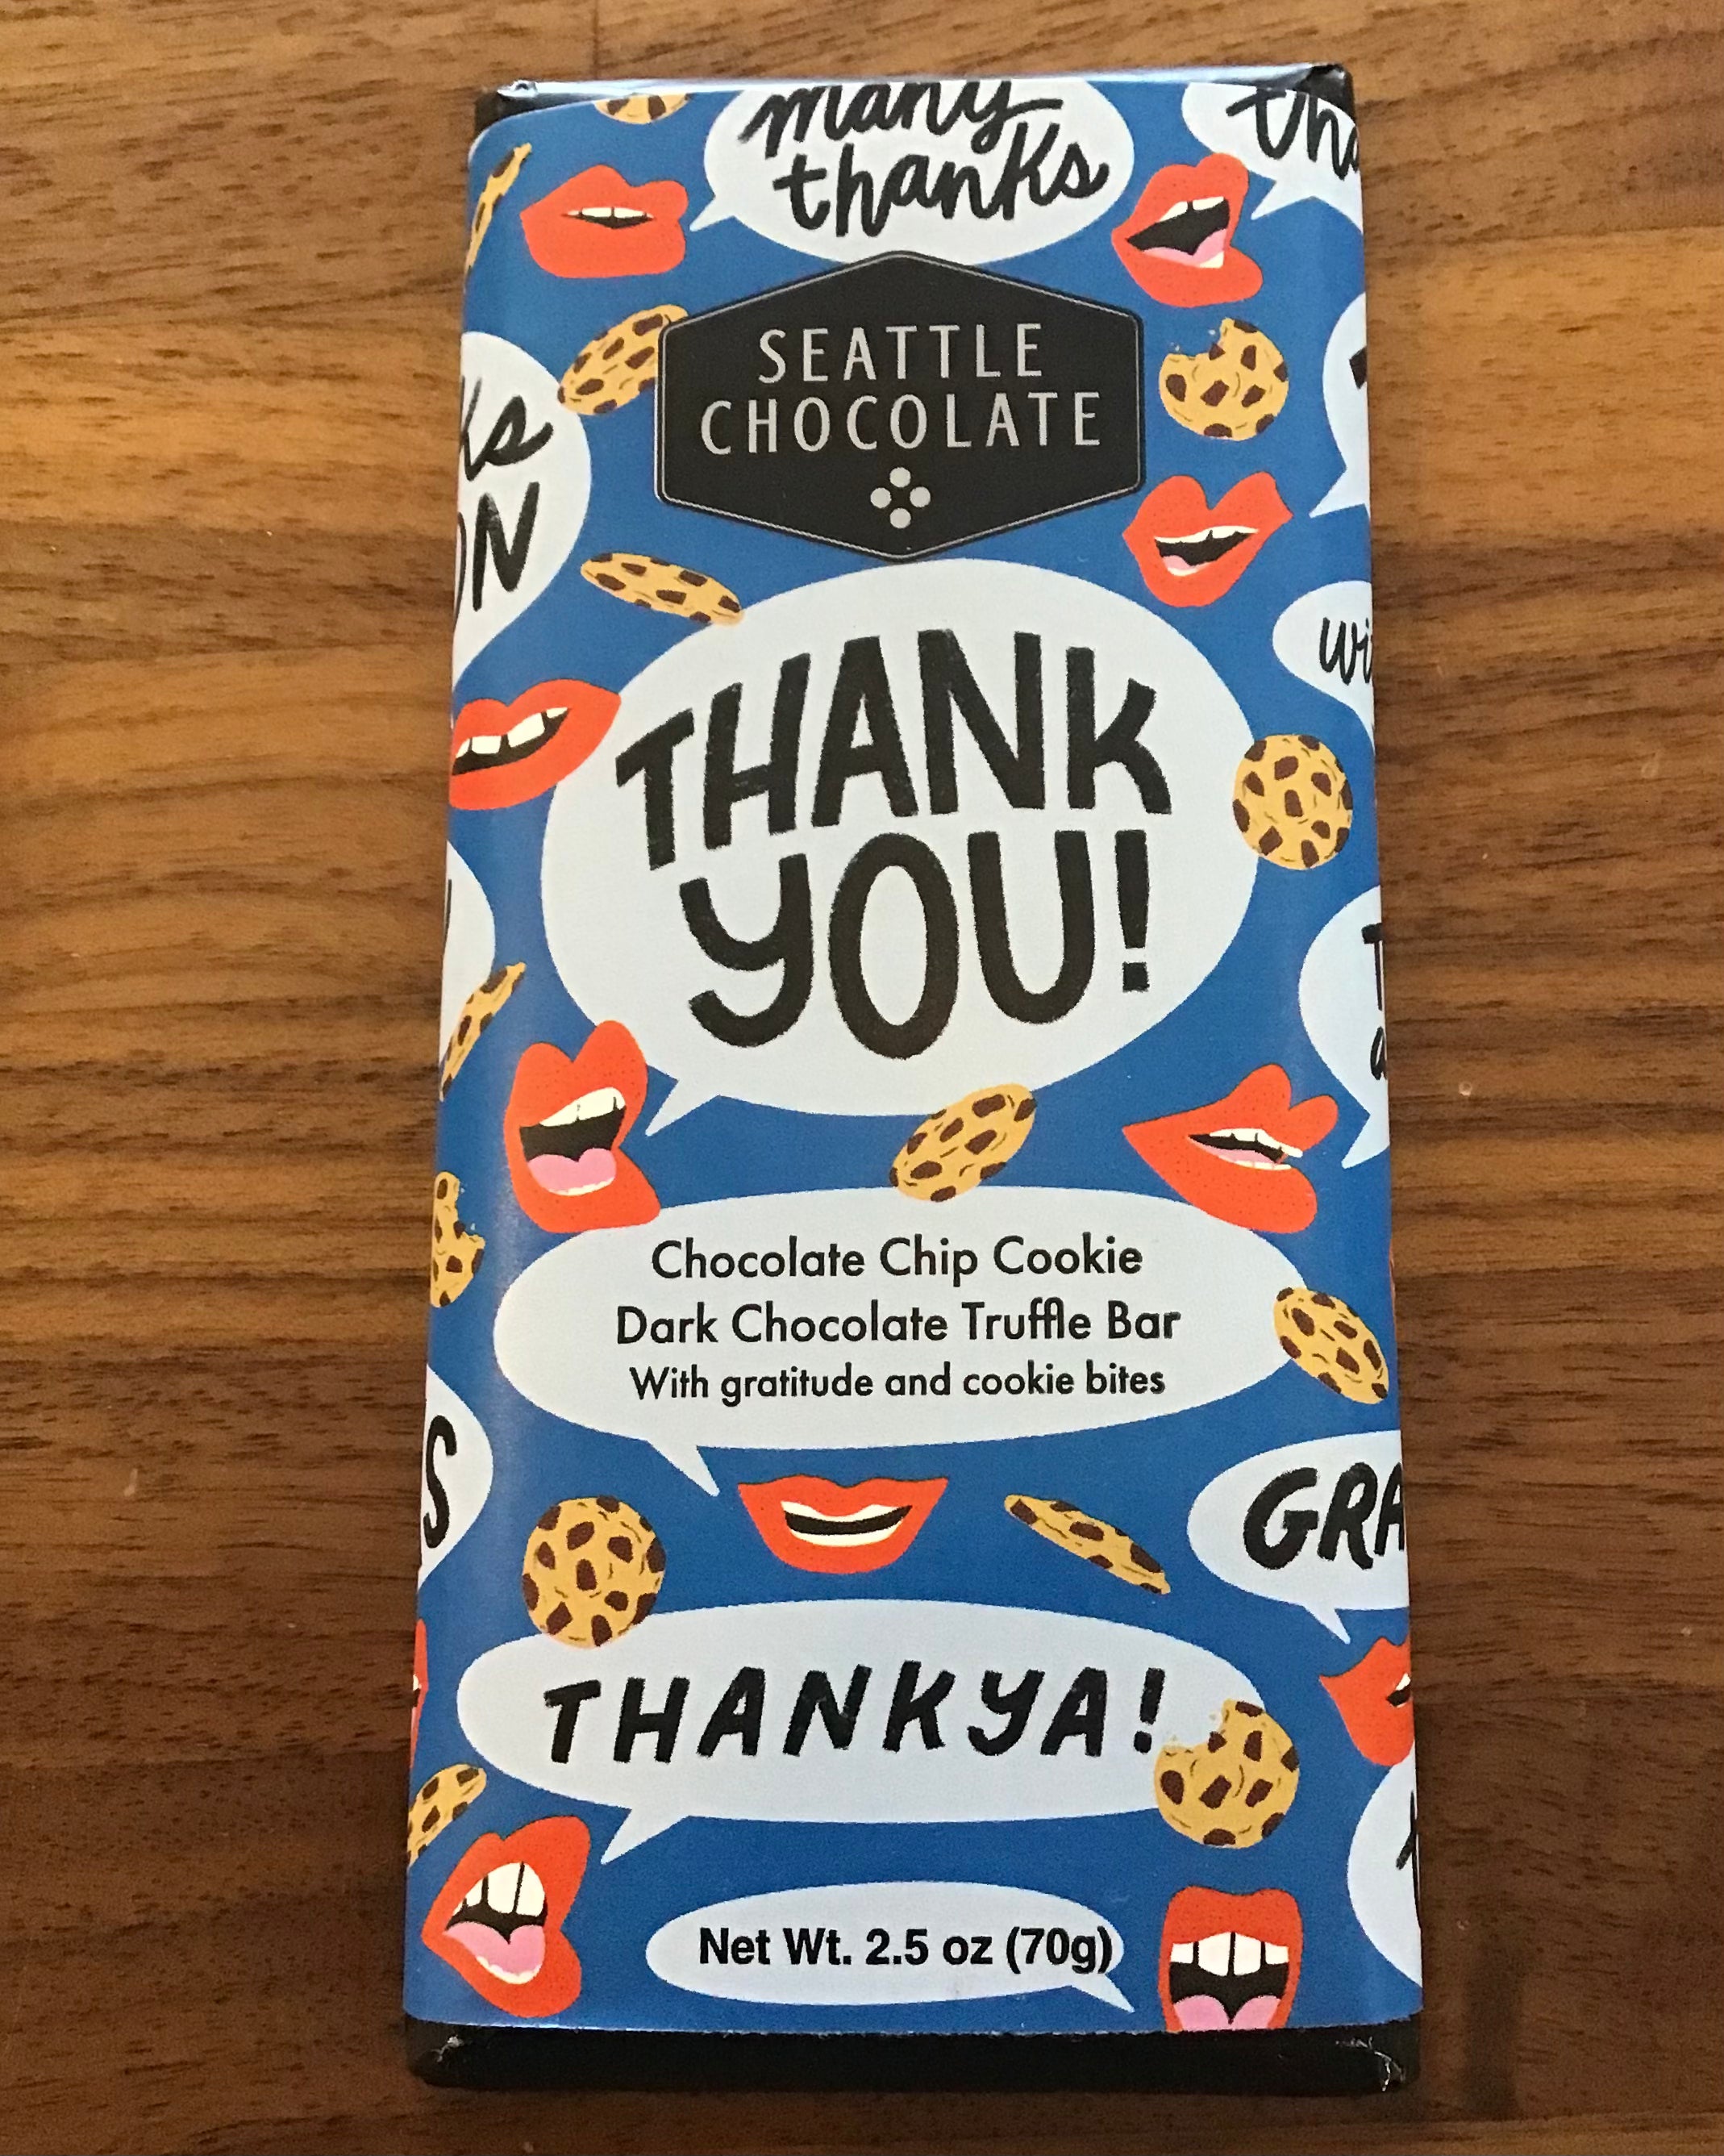 many
thanks
SEATTLE
CHOCOLATE
THANK
YOU!
Chocolate Chip Cookie
Dark Chocolate Truffle Bar
With gratitude and cookie bites
THANKYA!
Net Wt. 2.5 oz (70g)